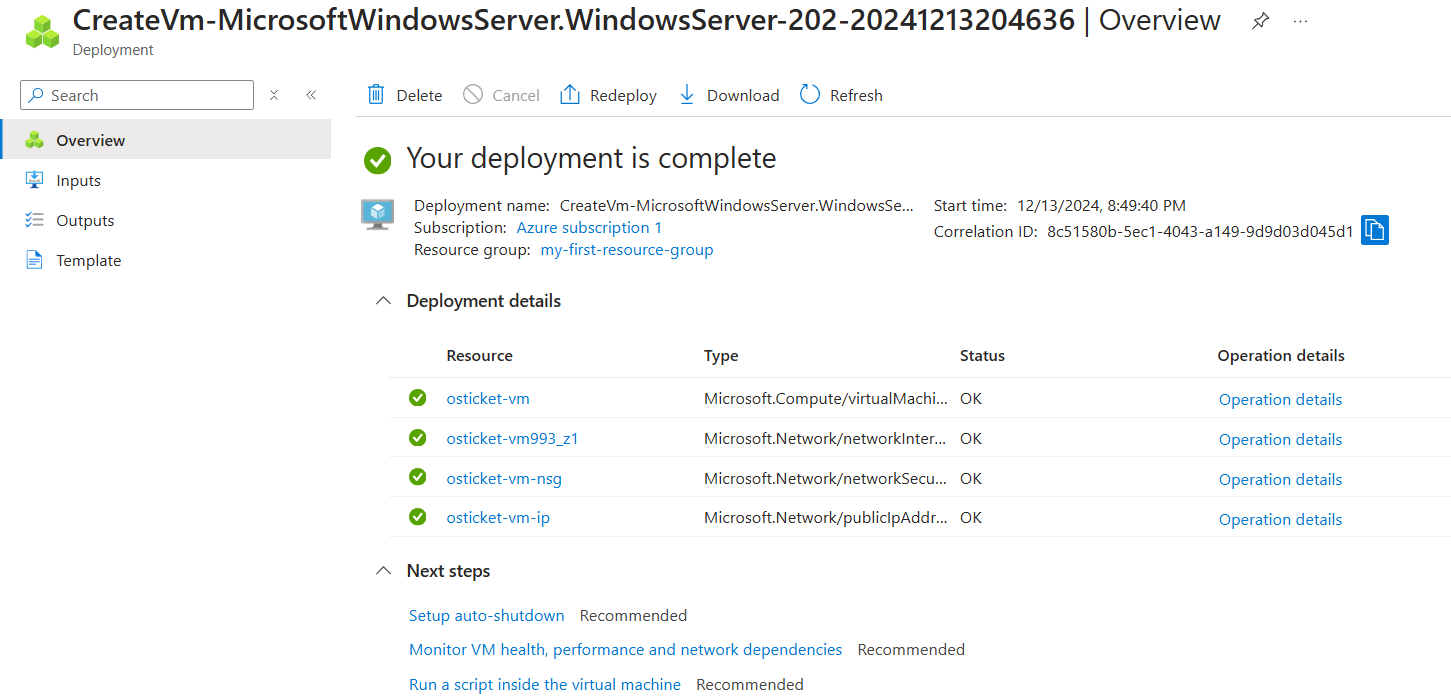 CreateVm-MicrosoftWindowsServer.WindowsServer-202-20241213204636 | Overview
Deployment
Search
Delete Cancel Redeploy Download Refresh
Overview
Inputs
Outputs
Template
Your deployment is complete
Deployment name: CreateVm-MicrosoftWindowsServer.WindowsSe... Start time: 12/13/2024, 8:49:40 PM
Subscription: Azure subscription 1 Correlation ID: 8c51580b-5ec1-4043-a149-9d9d03d045d1
Resource group: my-first-resource-group
Deployment details
Resource Type Status Operation details
osticket-vm Microsoft.Compute/virtualMachi... OK Operation details
osticket-vm993_z1 Microsoft.Network/networkInter... OK Operation details
osticket-vm-nsg Microsoft.Network/networkSecu... OK Operation details
osticket-vm-ip Microsoft.Network/publicIpAddr... OK Operation details
Next steps
Setup auto-shutdown Recommended
Monitor VM health, performance and network dependencies Recommended
Run a script inside the virtual machine Recommended